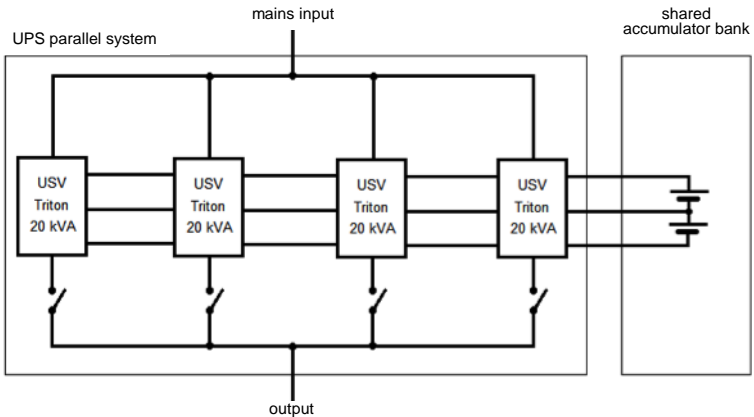 mains input
shared
accumulator bank
UPS parallel system
USV
Triton
20 kVA
USV
Triton
20 kVA
USV
Triton
20 kVA
USV
Triton
20 kVA
output